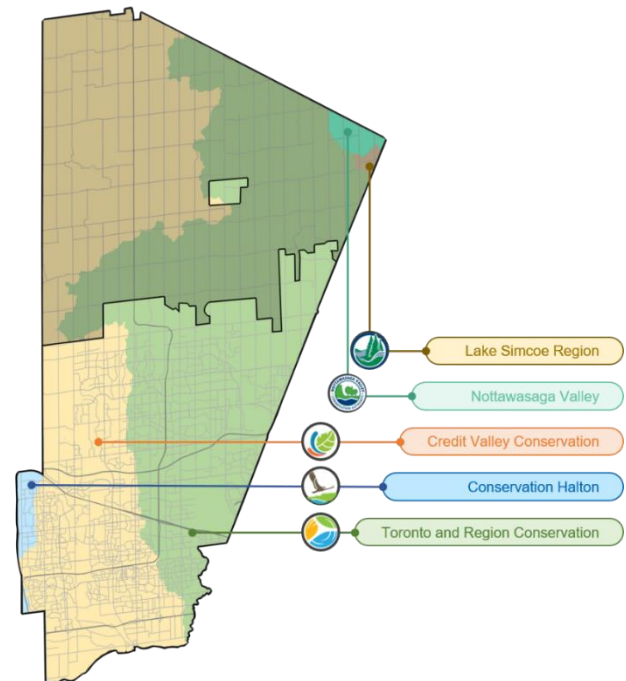 Lake Simcoe Region
Nottawasaga Valley
Credit Valley Conservation
Conservation Halton
Toronto and Region Conservation